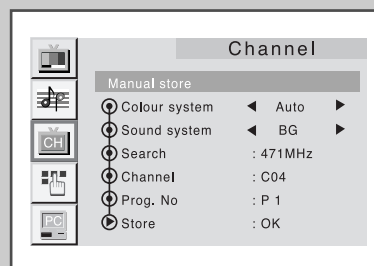 Channel
Manual store
Colour system ◀ Auto ▶
Sound system ◀ BG ▶
CH
Search : 471MHz
Channel : C04
Prog. No : P 1
PC
Store : OK